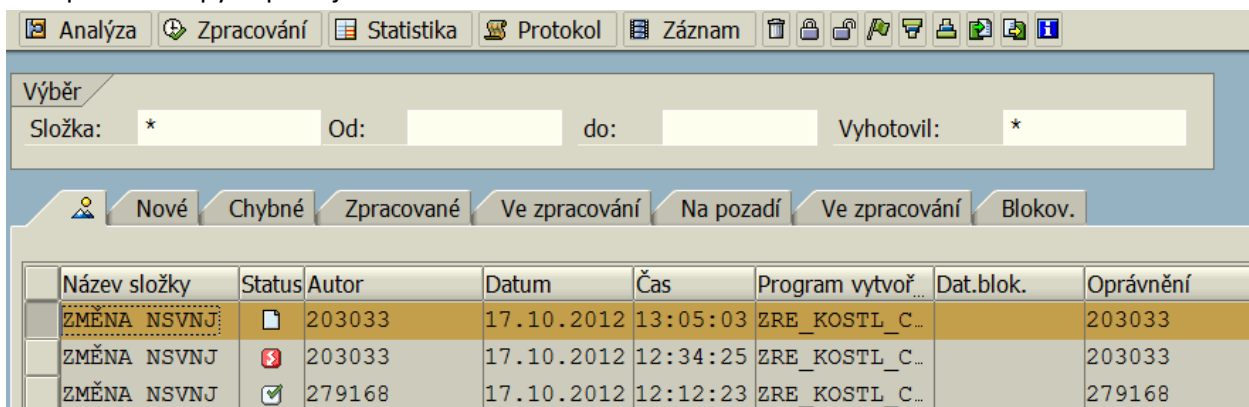 Analýza Zpracování Statistika Protokol Záznam
Výběr
Složka: * Od: do: Vyhotovil: *
Nové Chybné Zpracované Ve zpracování Na pozadí Ve zpracování Blokov.
Název složky Status Autor Datum Čas Program vytvoř… Dat.blok. Oprávnění
ZMĚNA NSVNJ 203033 17.10.2012 13:05:03 ZRE_KOSTL_C… 203033
ZMĚNA NSVNJ 203033 17.10.2012 12:34:25 ZRE_KOSTL_C… 203033
ZMĚNA NSVNJ 279168 17.10.2012 12:12:23 ZRE_KOSTL_C… 279168